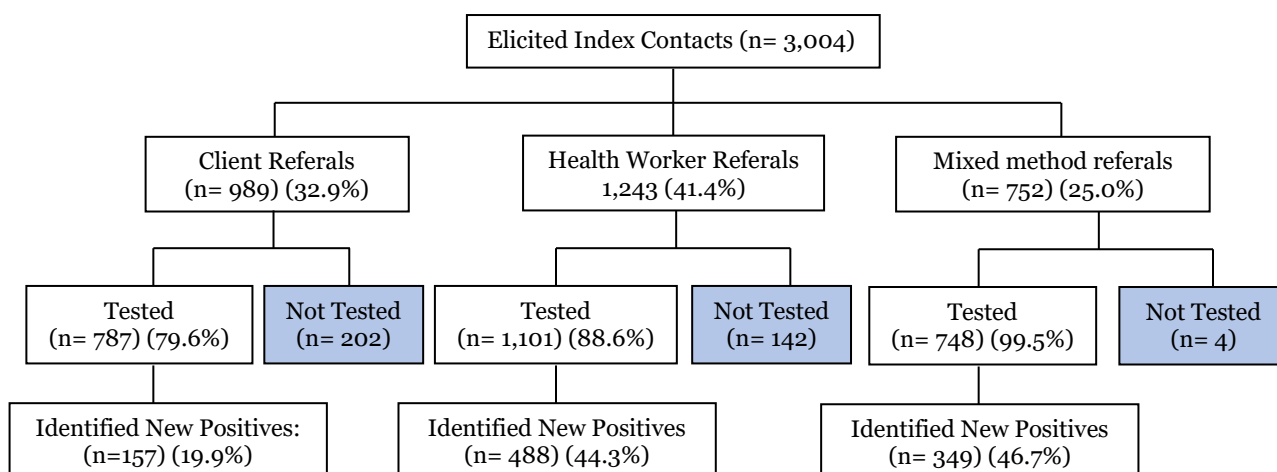 Elicited Index Contacts (n= 3,004)
Client Referals
(n= 989) (32.9%)
Health Worker Referals
1,243 (41.4%)
Mixed method referals
(n= 752) (25.0%)
Tested
(n= 787) (79.6%)
Not Tested
(n= 202)
Tested
(n= 1,101) (88.6%)
Not Tested
(n= 142)
Tested
(n= 748) (99.5%)
Not Tested
(n= 4)
Identified New Positives:
(n=157) (19.9%)
Identified New Positives
(n= 488) (44.3%)
Identified New Positives
(n= 349) (46.7%)